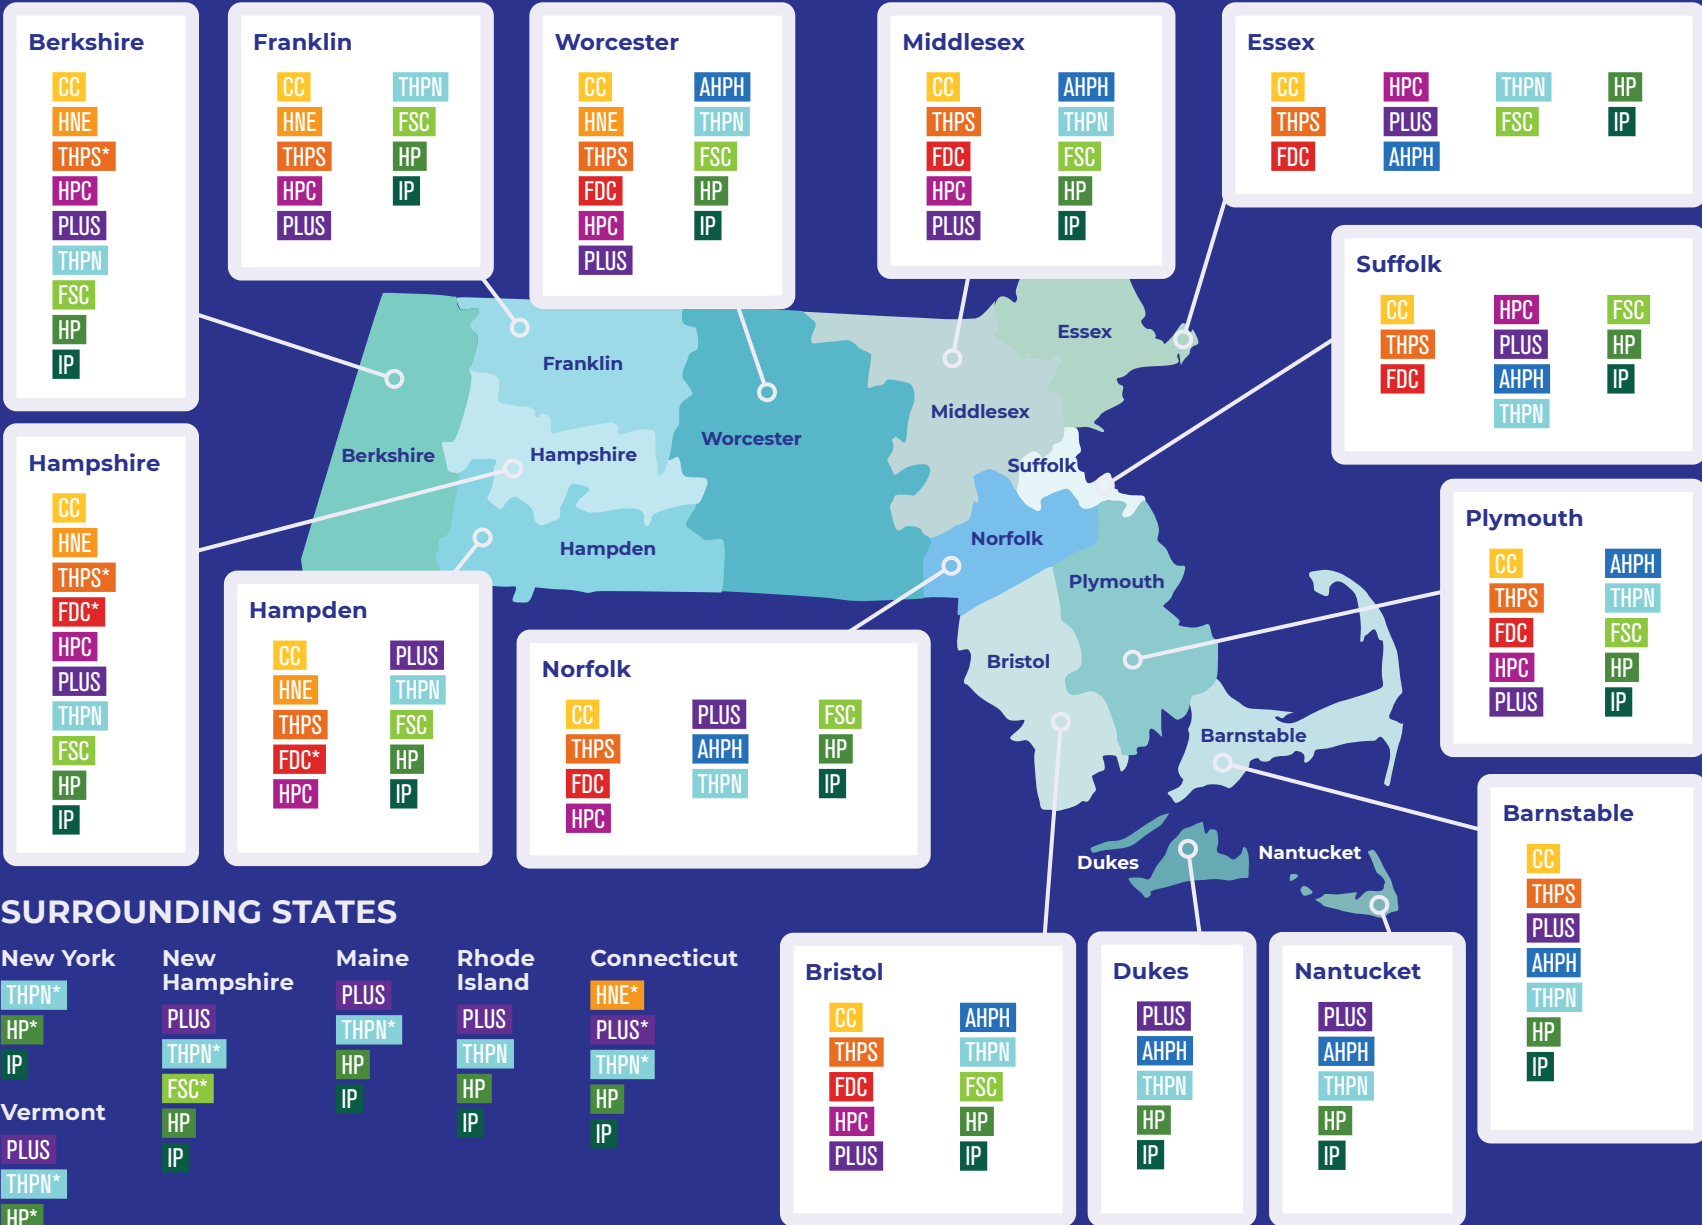 Berkshire
CC
HNE
THPS*
HPC
PLUS
THPN
FSC
HP
IP
Franklin
CC
HNE
THPS
HPC
PLUS
THPN
FSC
HP
IP
Worcester
CC
HNE
THPS
FDC
HPC
PLUS
AHPH
THPN
FSC
HP
IP
Middlesex
CC
THPS
FDC
HPC
PLUS
AHPH
THPN
FSC
HP
IP
Essex
CC
THPS
FDC
HPC
PLUS
AHPH
THPN
FSC
HP
IP
Suffolk
CC
THPS
FDC
HPC
PLUS
AHPH
THPN
FSC
HP
IP
Essex
Franklin
Middlesex
Worcester
Berkshire
Hampshire
Suffolk
Norfolk
Hampden
Plymouth
Bristol
Barnstable
Dukes
Nantucket
Hampshire
CC
HNE
THPS*
FDC*
HPC
PLUS
THPN
FSC
HP
IP
Hampden
CC
HNE
THPS
FDC*
HPC
PLUS
THPN
FSC
HP
IP
Norfolk
CC
THPS
FDC
HPC
PLUS
AHPH
THPN
FSC
HP
IP
Plymouth
CC
THPS
FDC
HPC
PLUS
AHPH
THPN
FSC
HP
IP
Barnstable
CC
THPS
PLUS
AHPH
THPN
HP
IP
SURROUNDING STATES
New York
THPN*
HP*
IP
Vermont
PLUS
THPN*
HP*
New
Hampshire
PLUS
THPN*
FSC*
HP
IP
Maine
PLUS
THPN*
HP
IP
Rhode
Island
PLUS
THPN
HP
IP
Connecticut
HNE*
PLUS*
THPN*
HP
IP
Bristol
CC
THPS
FDC
HPC
PLUS
AHPH
THPN
FSC
HP
IP
Dukes
PLUS
AHPH
THPN
HP
IP
Nantucket
PLUS
AHPH
THPN
HP
IP